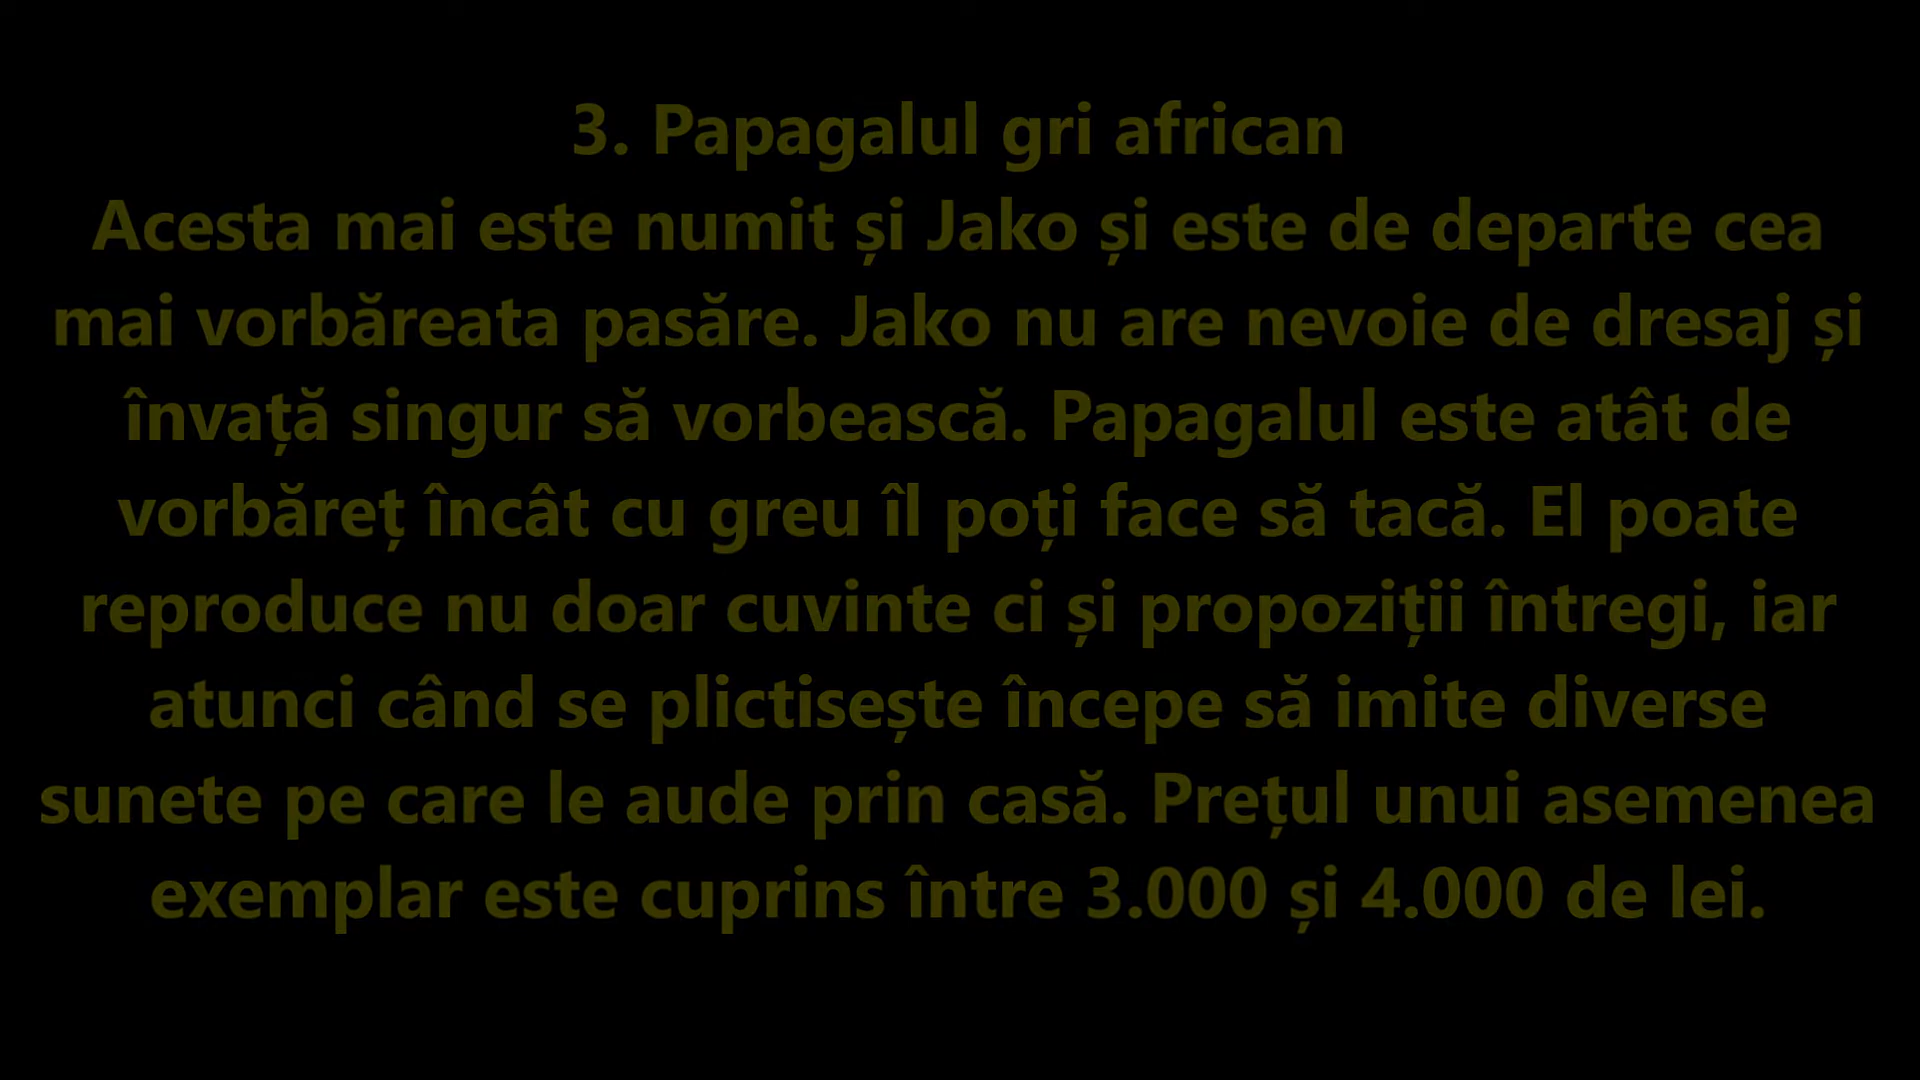 3. Papagalul gri african
Acesta mai este numit și Jako și este de departe cea
mai vorbăreata pasăre. Jako nu are nevoie de dresaj și
învață singur să vorbească. Papagalul este atât de
vorbăreț încât cu greu îl poți face să tacă. El poate
reproduce nu doar cuvinte ci și propoziții întregi, iar
atunci când se plictisește începe să imite diverse
sunete pe care le aude prin casă. Prețul unui asemenea
exemplar este cuprins între 3.000 și 4.000 de lei.